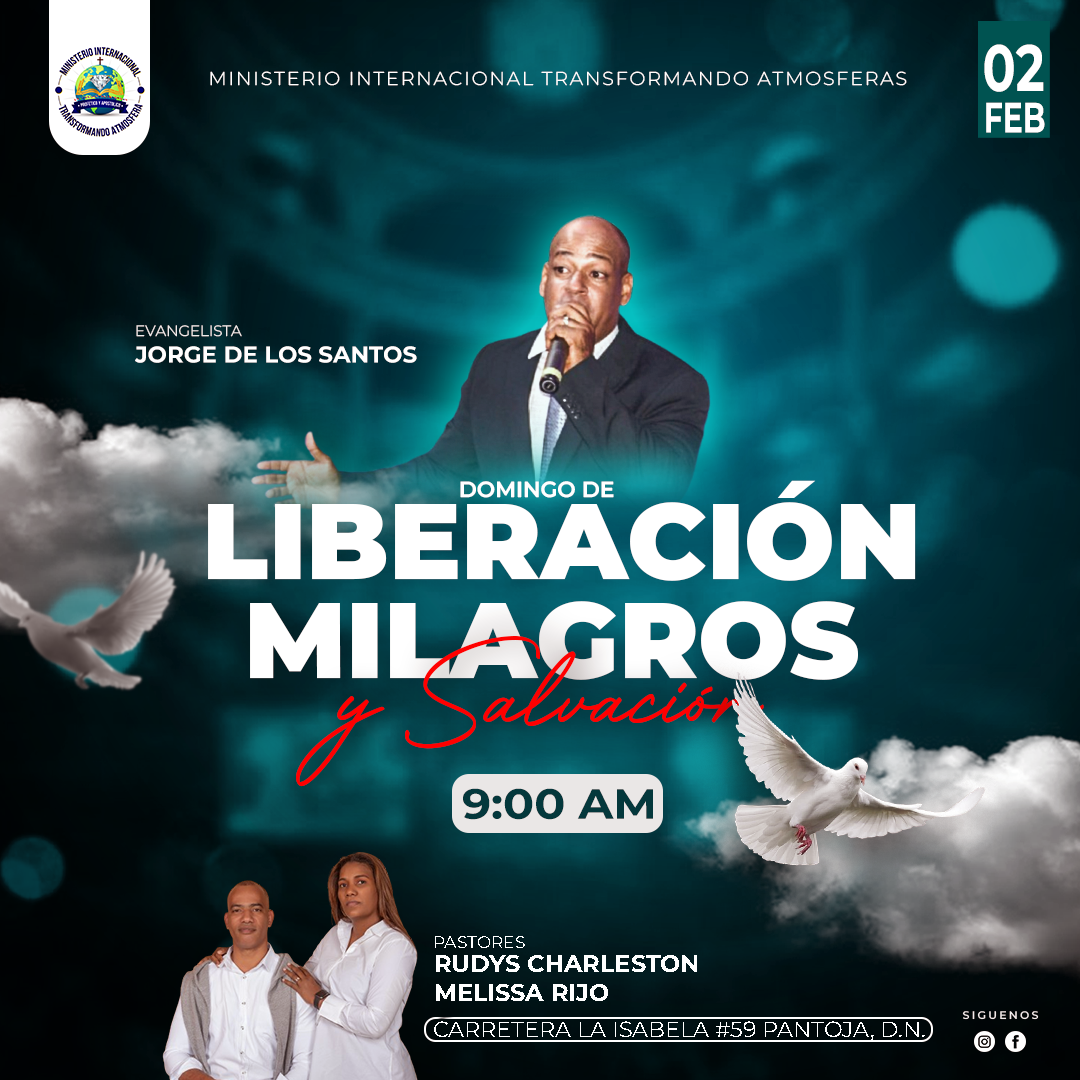 MINISTERIO INTERNACIONAL
PROFÉTICO Y APOSTÓLICO
TRANSFORMANDO ATMOSFERA
MINISTERIO INTERNACIONAL TRANSFORMANDO ATMOSFERAS
02
FEB
EVANGELISTA
JORGE DE LOS SANTOS
DOMINGO DE
LIBERACIÓN
MILAGROS
y Salvación
9:00 AM
PASTORES
RUDYS CHARLESTON
MELISSA RIJO
CARRETERA LA ISABELA #59 PANTOJA, D.N.
SIGUENOS